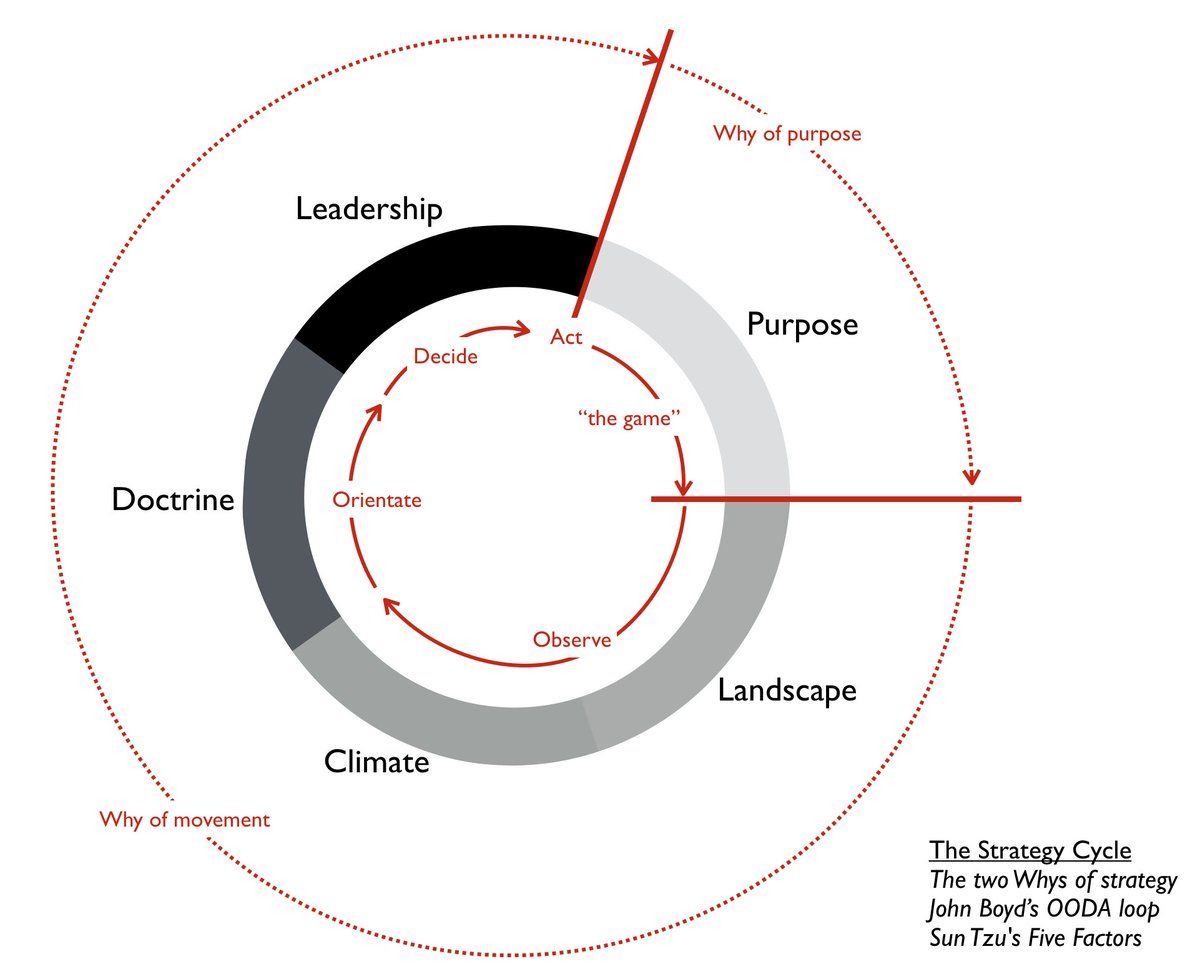 Why of purpose
Leadership
Purpose
Act
Decide
“the game”
Doctrine
Orientate
Observe
Landscape
Climate
Why of movement
The Strategy Cycle
The two Whys of strategy
John Boyd’s OODA loop
Sun Tzu's Five Factors